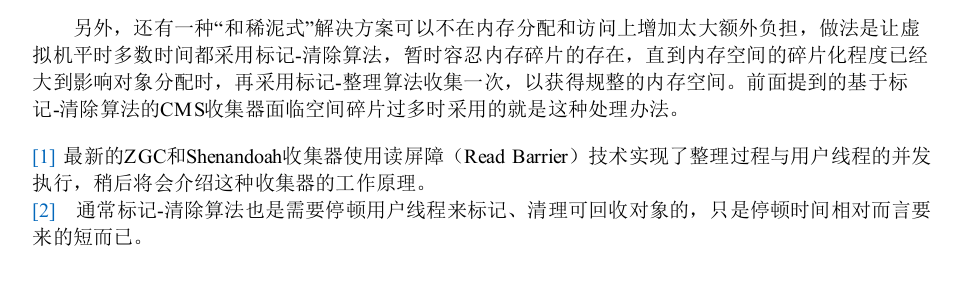 另外，还有一种“和稀泥式”解决方案可以不在内存分配和访问上增加太大额外负担，做法是让虚
拟机平时多数时间都采用标记-清除算法，暂时容忍内存碎片的存在，直到内存空间的碎片化程度已经
大到影响对象分配时，再采用标记-整理算法收集一次，以获得规整的内存空间。前面提到的基于标
记-清除算法的CMS收集器面临空间碎片过多时采用的就是这种处理办法。
[1] 最新的ZGC和Shenandoah收集器使用读屏障（Read Barrier）技术实现了整理过程与用户线程的并发
执行，稍后将会介绍这种收集器的工作原理。
[2] 通常标记-清除算法也是需要停顿用户线程来标记、清理可回收对象的，只是停顿时间相对而言要
来的短而已。